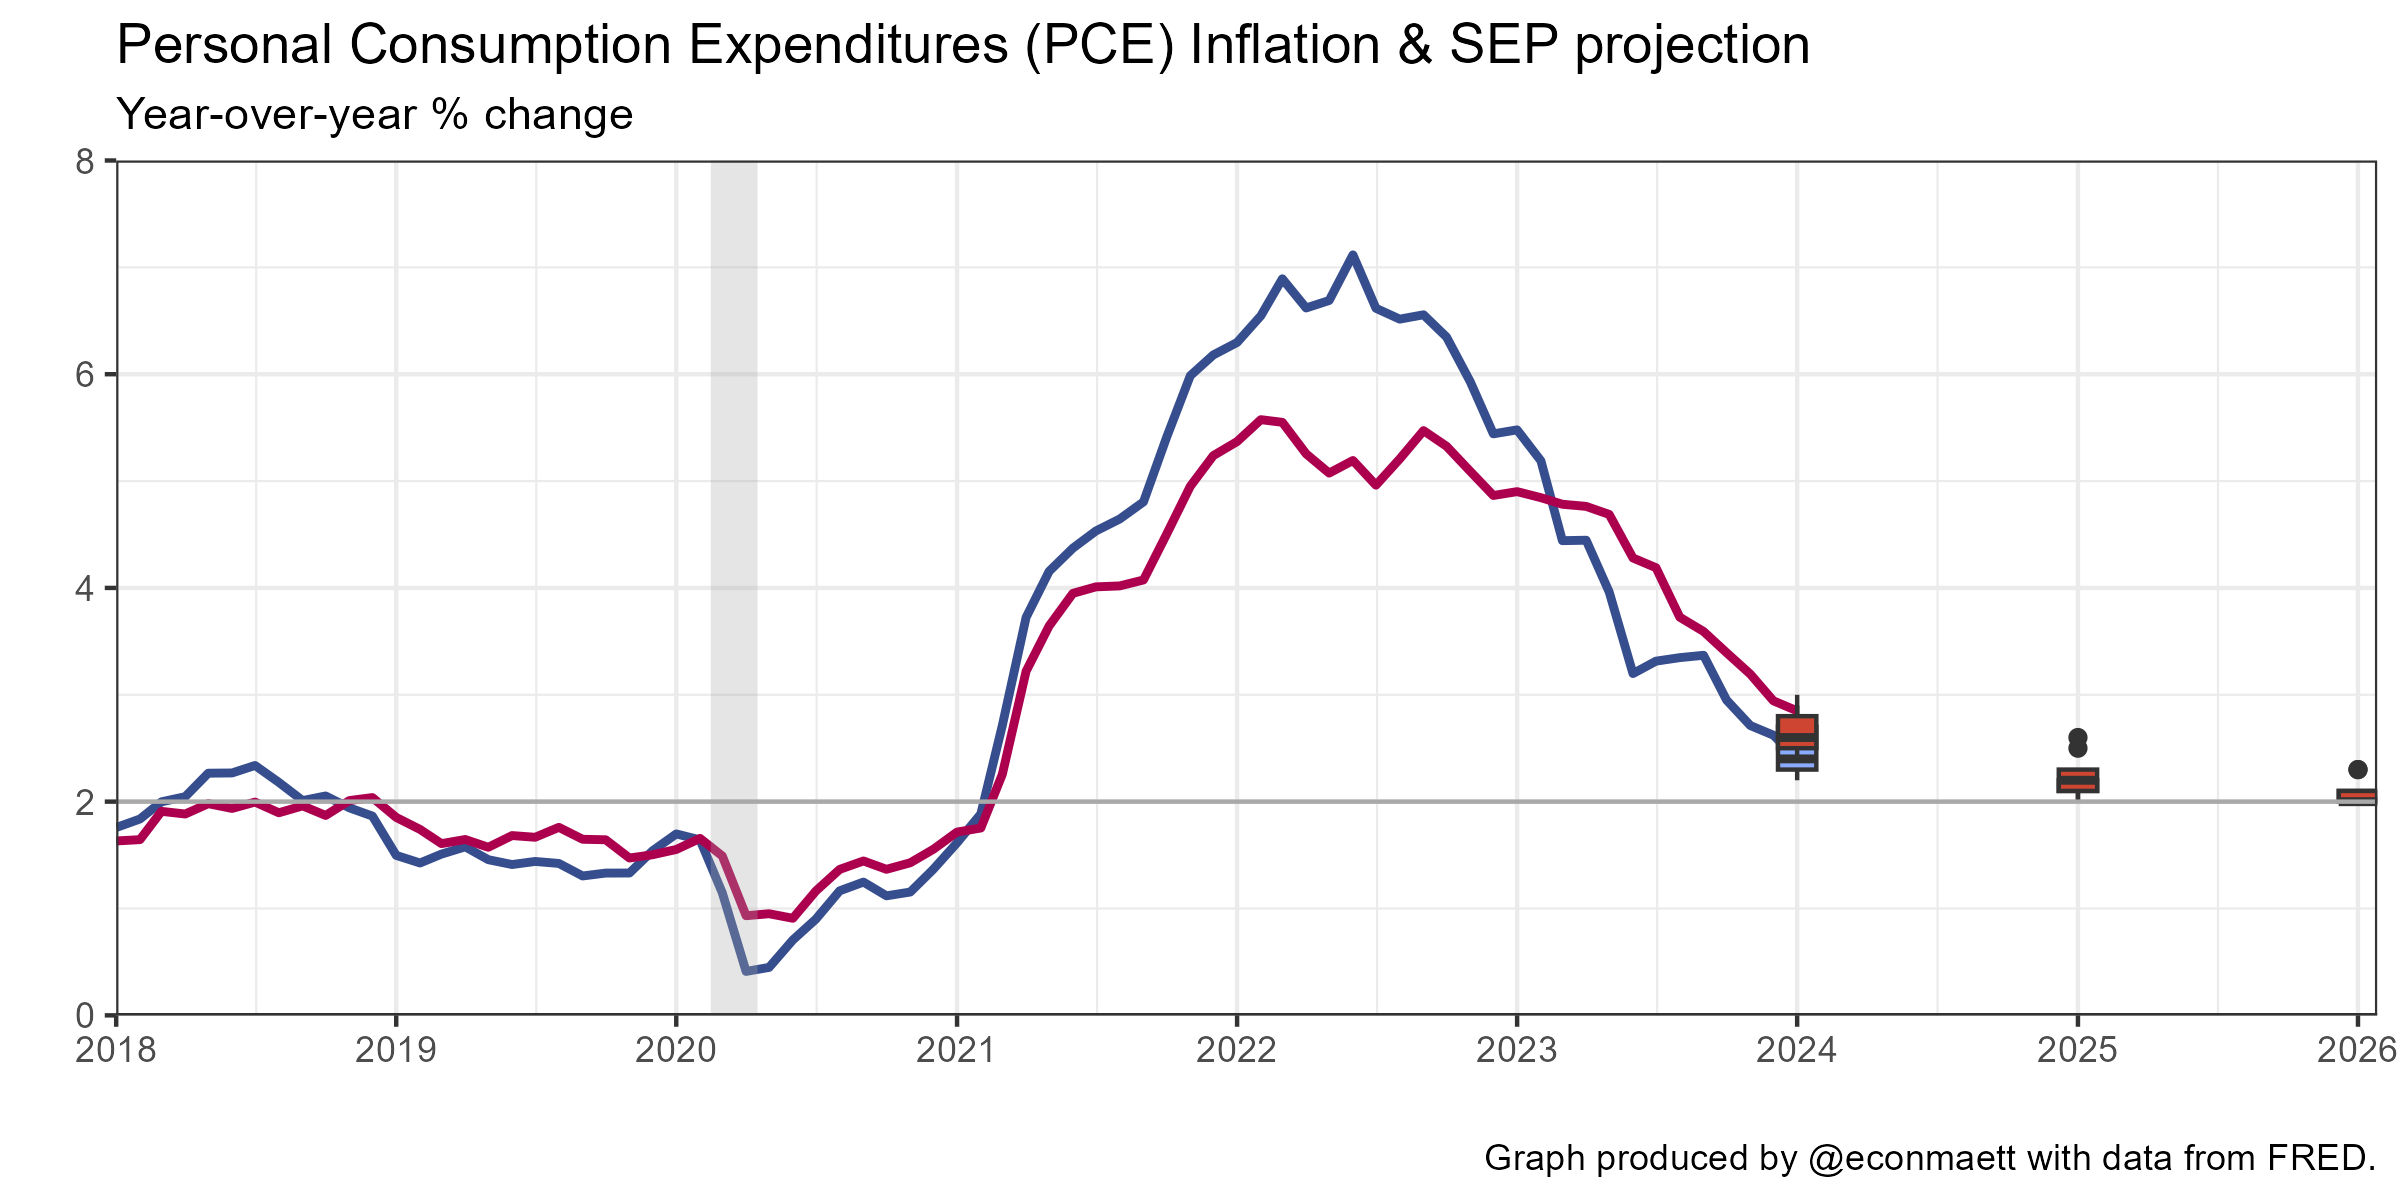 Personal Consumption Expenditures (PCE) Inflation & SEP projection
Year-over-year % change
8
6
4
2
0
2018 2019 2020 2021 2022 2023 2024 2025 2026
Graph produced by @econmaett with data from FRED.